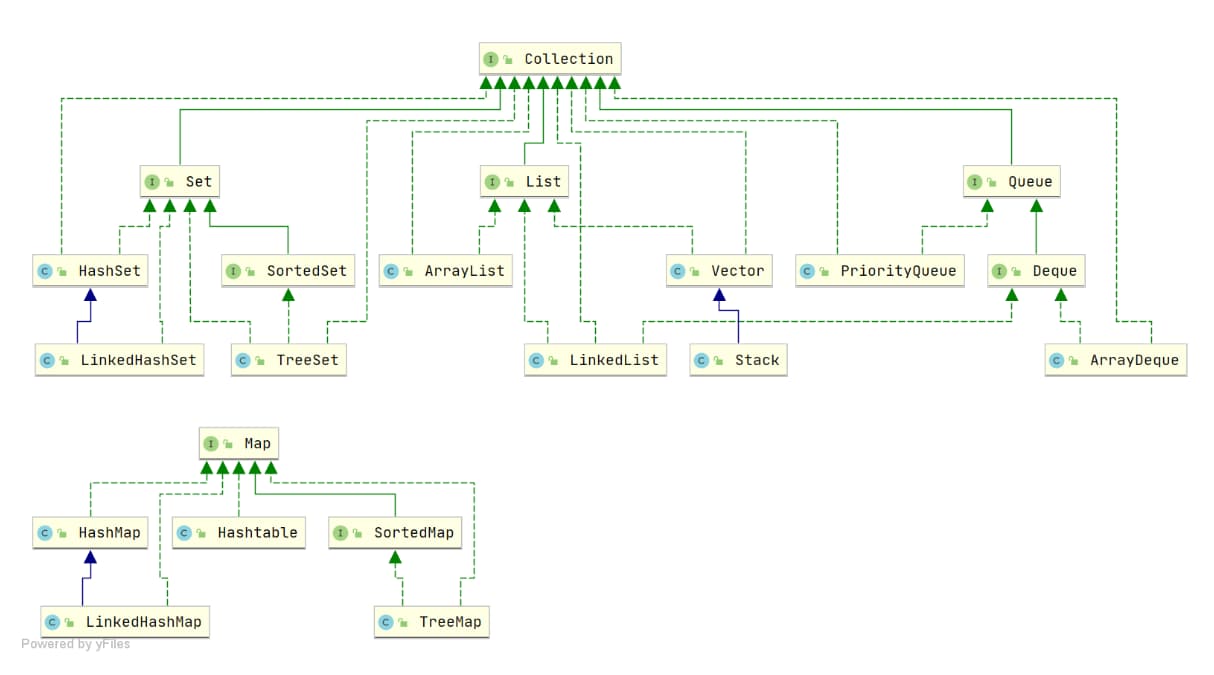 I Collection
I Set
I List
I Queue
C HashSet
I SortedSet
C ArrayList
C Vector
C PriorityQueue
I Deque
C LinkedHashSet
C TreeSet
C LinkedList
C Stack
C ArrayDeque
I Map
C HashMap
C Hashtable
I SortedMap
C LinkedHashMap
C TreeMap
Powered by yFiles